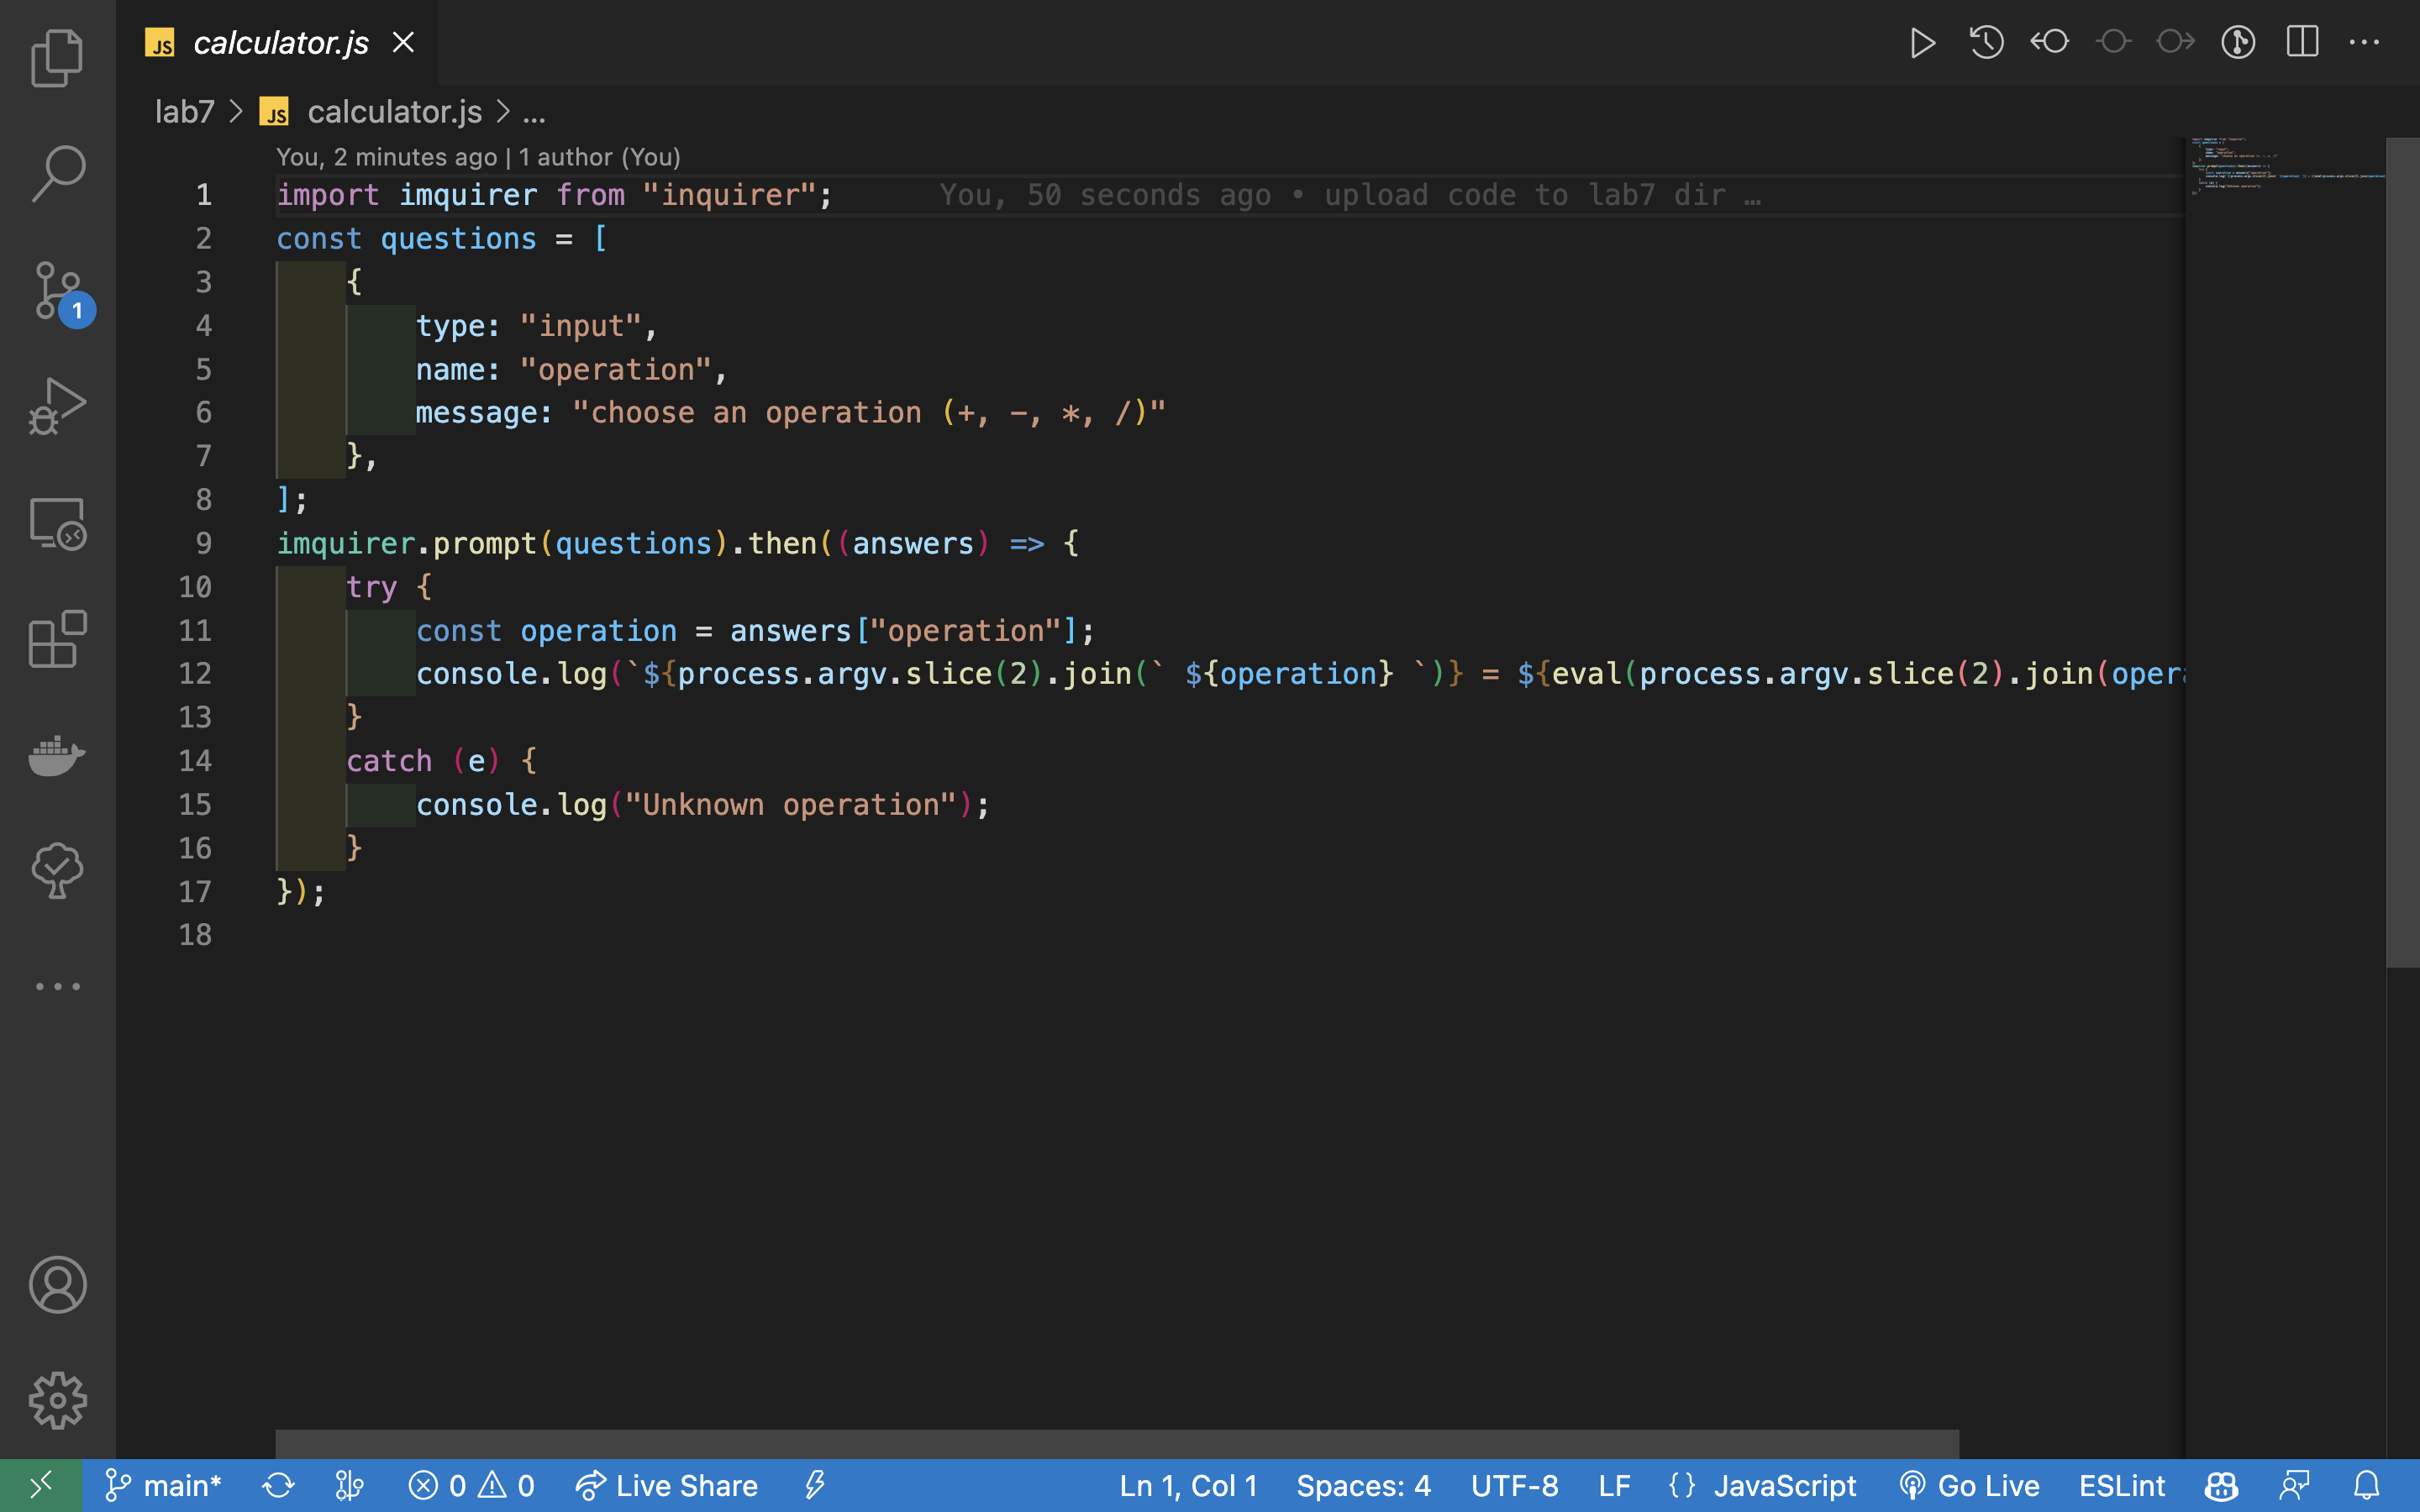 JS calculator.js
lab7 > JS calculator.js > ...
You, 2 minutes ago | 1 author (You)
1 import imquirer from "inquirer"; You, 50 seconds ago • upload code to lab7 dir …
2 const questions = [
3 {
4 type: "input",
5 name: "operation",
6 message: "choose an operation (+, -, *, /)"
7 },
8 ];
9 imquirer.prompt(questions).then((answers) => {
10 try {
11 const operation = answers["operation"];
12 console.log(`${process.argv.slice(2).join(` ${operation} `)} = ${eval(process.argv.slice(2).join(oper
13 }
14 catch (e) {
15 console.log("Unknown operation");
16 }
17 });
18
1
main* 0 0 Live Share Ln 1, Col 1 Spaces: 4 UTF-8 LF {} JavaScript Go Live ESLint